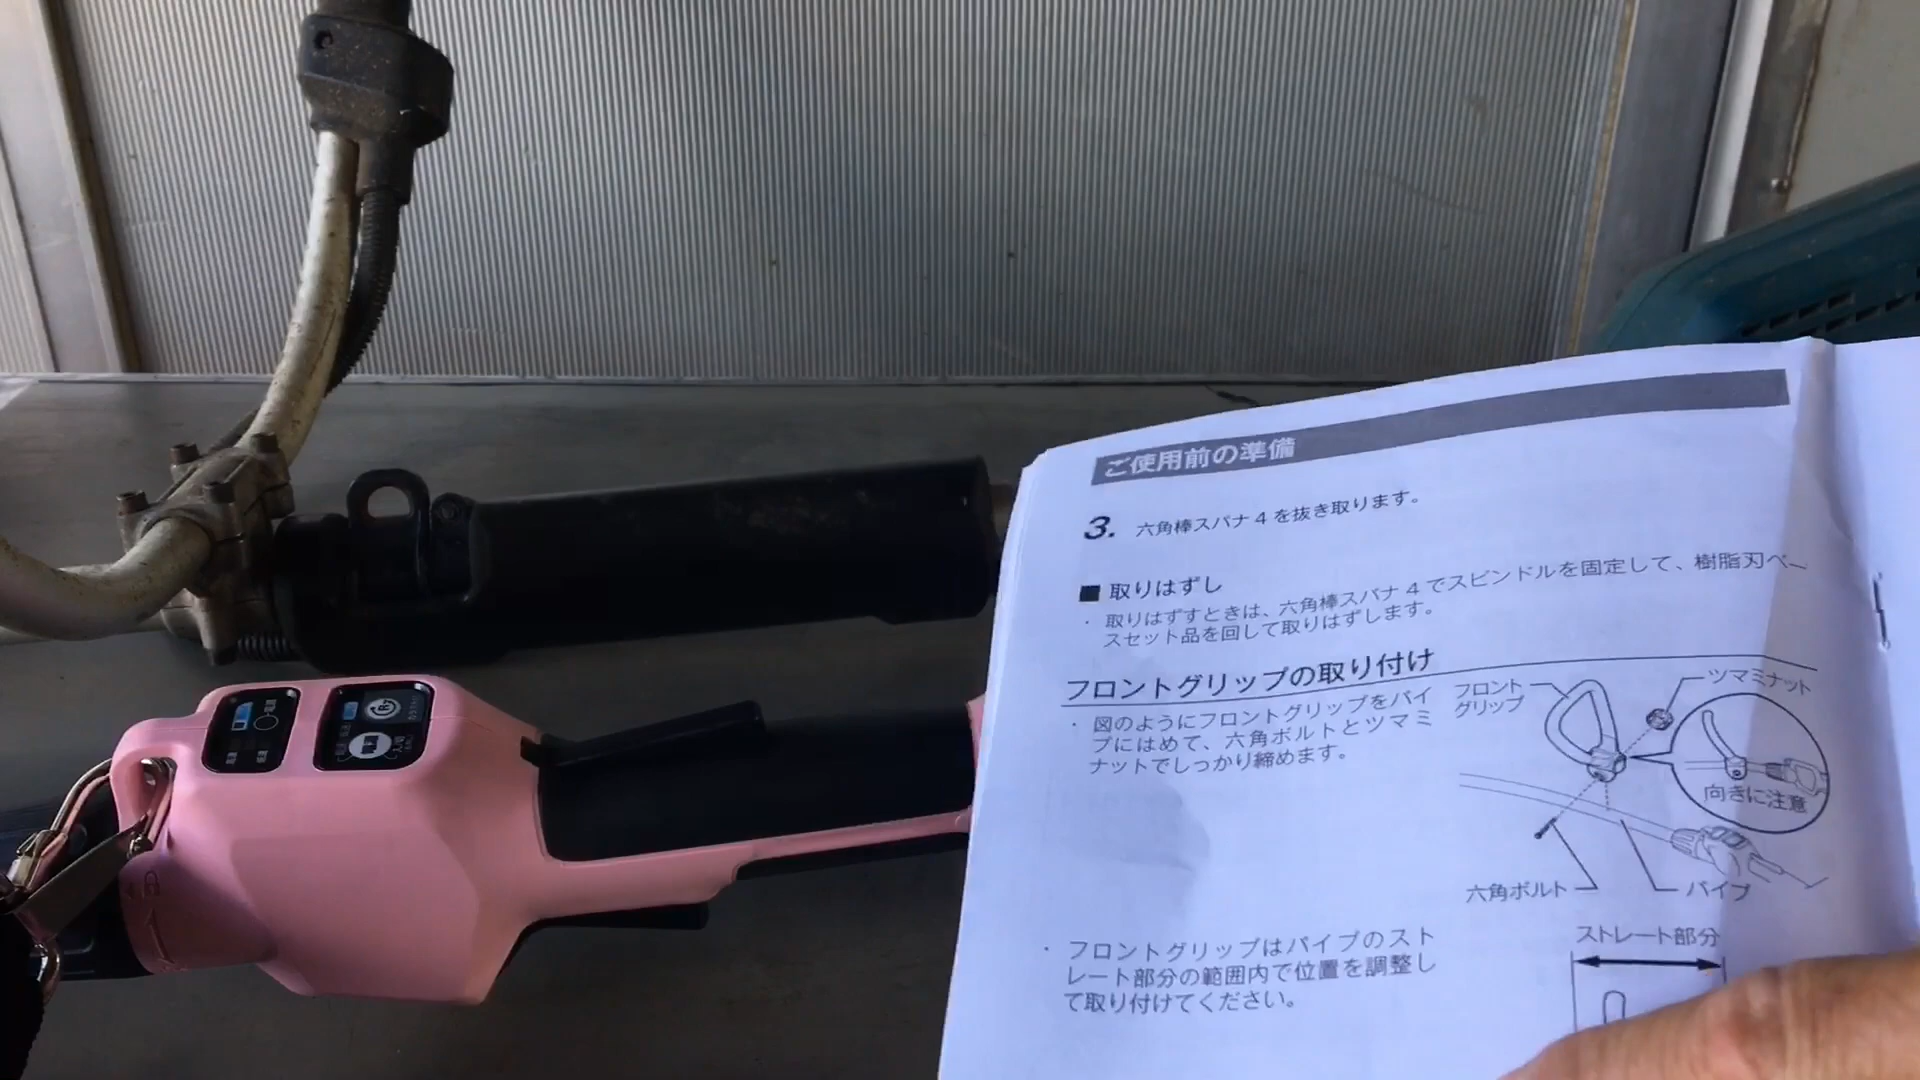 ご使用前の準備
3. 六角棒スパナ 4 を抜き取ります。
■ 取りはずし
・ 取りはずすときは、六角棒スパナ 4 でスピンドルを固定して、樹脂刃ベー
スセット品を回して取りはずします。
フロントグリップの取り付け
・ 図のようにフロントグリップをパイ
プにはめて、六角ボルトとツマミ
ナットでしっかり締めます。
フロント
グリップ
ツマミナット
向きに注意
六角ボルト
パイプ
・ フロントグリップはパイプのスト
レート部分の範囲内で位置を調整し
て取り付けてください。
ストレート部分